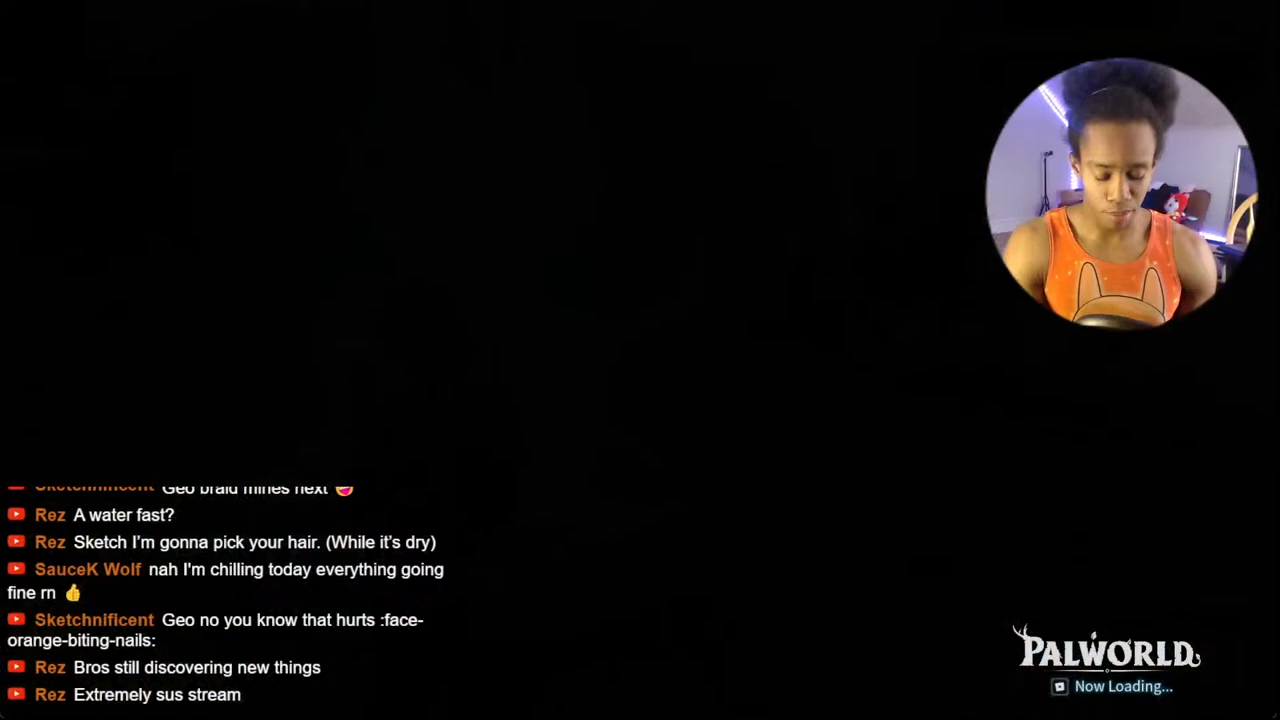 Sketchnificent Geo braid mines next
Rez A water fast?
Rez Sketch I'm gonna pick your hair. (While it's dry)
SauceK Wolf nah I'm chilling today everything going
fine rn 👍
Sketchnificent Geo no you know that hurts :face-
orange-biting-nails:
Rez Bros still discovering new things
Rez Extremely sus stream
PALWORLD
Now Loading...